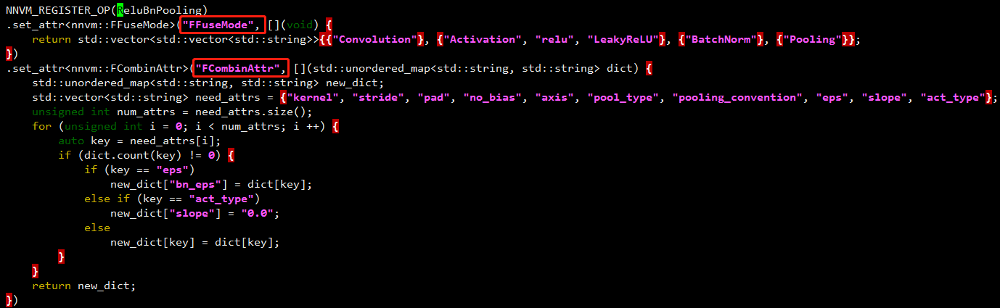 NNVM_REGISTER_OP(ReluBnPooling)
.set_attr<nnvm::FFuseMode>("FFuseMode", [](void) {
    return std::vector<std::vector<std::string>>{{"Convolution"}, {"Activation", "relu", "LeakyReLU"}, {"BatchNorm"}, {"Pooling"}};
})
.set_attr<nnvm::FCombinAttr>("FCombinAttr", [](std::unordered_map<std::string, std::string> dict) {
    std::unordered_map<std::string, std::string> new_dict;
    std::vector<std::string> need_attrs = {"kernel", "stride", "pad", "no_bias", "axis", "pool_type", "pooling_convention", "eps", "slope", "act_type"};
    unsigned int num_attrs = need_attrs.size();
    for (unsigned int i = 0; i < num_attrs; i ++) {
        auto key = need_attrs[i];
        if (dict.count(key) != 0) {
            if (key == "eps")
                new_dict["bn_eps"] = dict[key];
            else if (key == "act_type")
                new_dict["slope"] = "0.0";
            else
                new_dict[key] = dict[key];
        }
    }
    return new_dict;
})